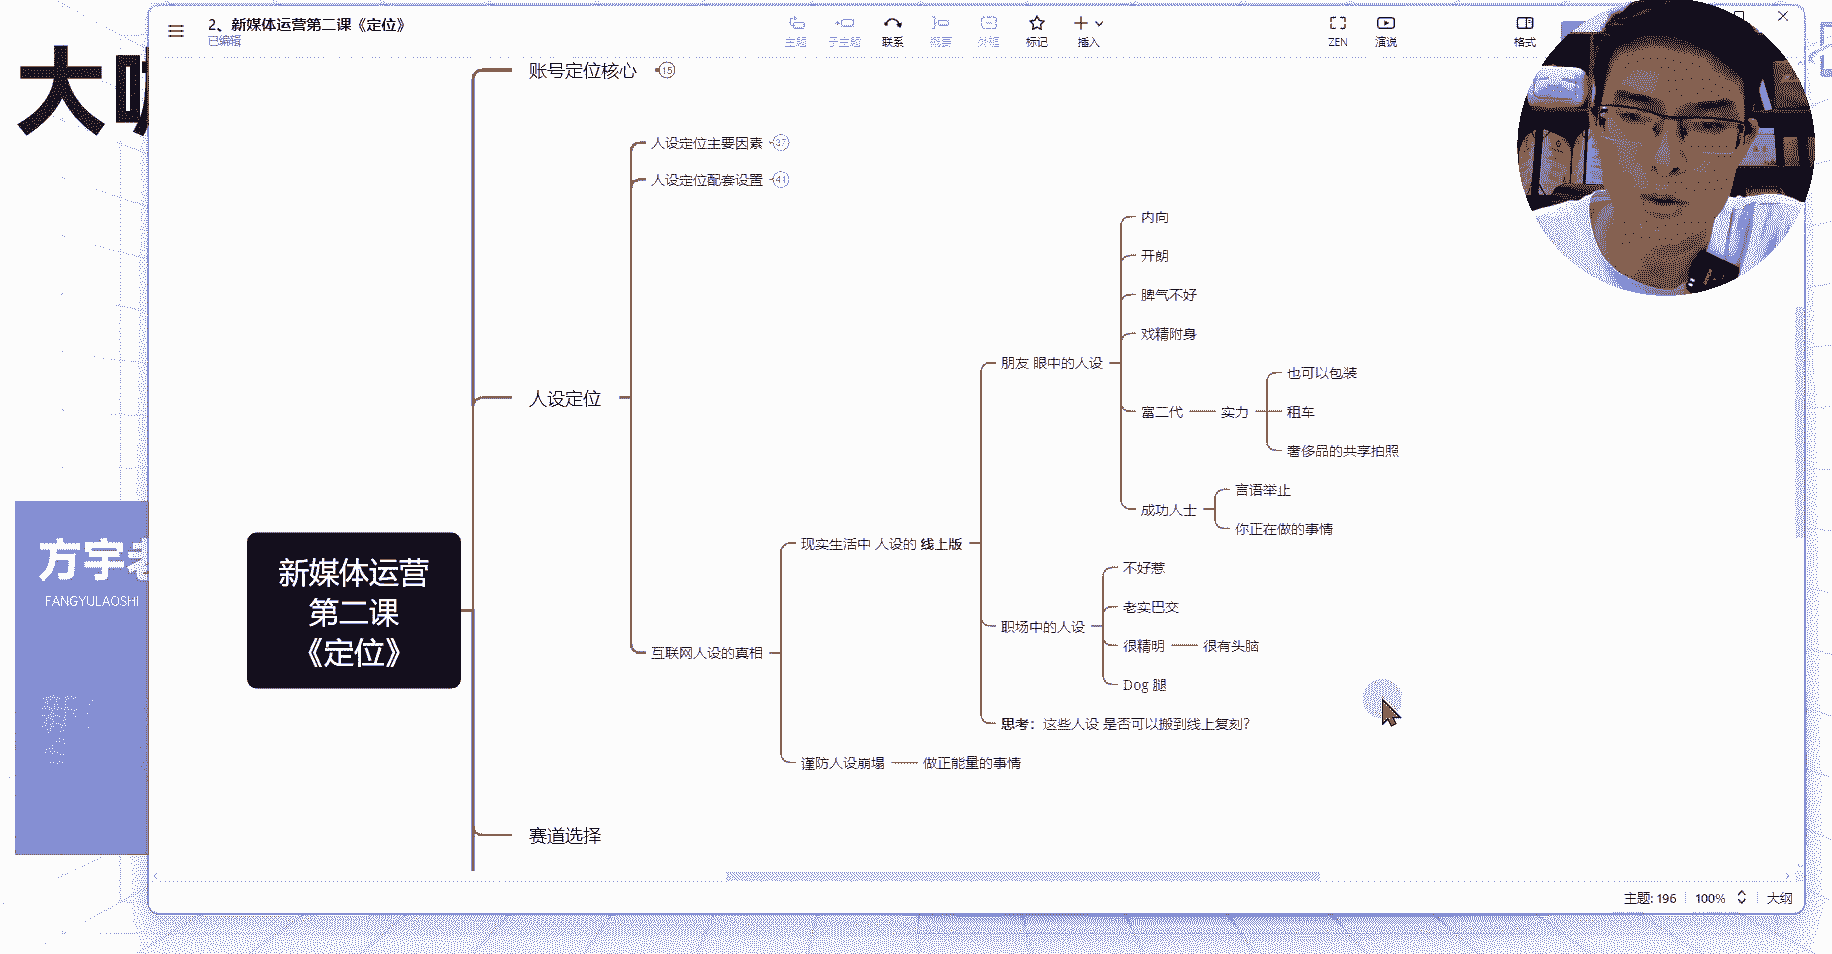 2、新媒体运营第二课《定位》
已编辑
主题
子主题
联系
概要
外框
标记
插入
ZEN
演说
格式
大咖
账号定位核心 15
人设定位主要因素 37
人设定位配套设置 41
内向
开朗
脾气不好
戏精附身
朋友 眼中的人设
也可以包装
人设定位
富二代
实力
租车
奢侈品的共享拍照
言语举止
成功人士
你正在做的事情
现实生活中 人设的 线上版
不好惹
老实巴交
职场中的人设
很精明
很有头脑
Dog 腿
互联网人设的真相
思考：这些人设 是否可以搬到线上复刻？
谨防人设崩塌
做正能量的事情
新媒体运营
第二课
《定位》
赛道选择
方宇老
FANGYULAOSHI
主题: 196
100%
大纲